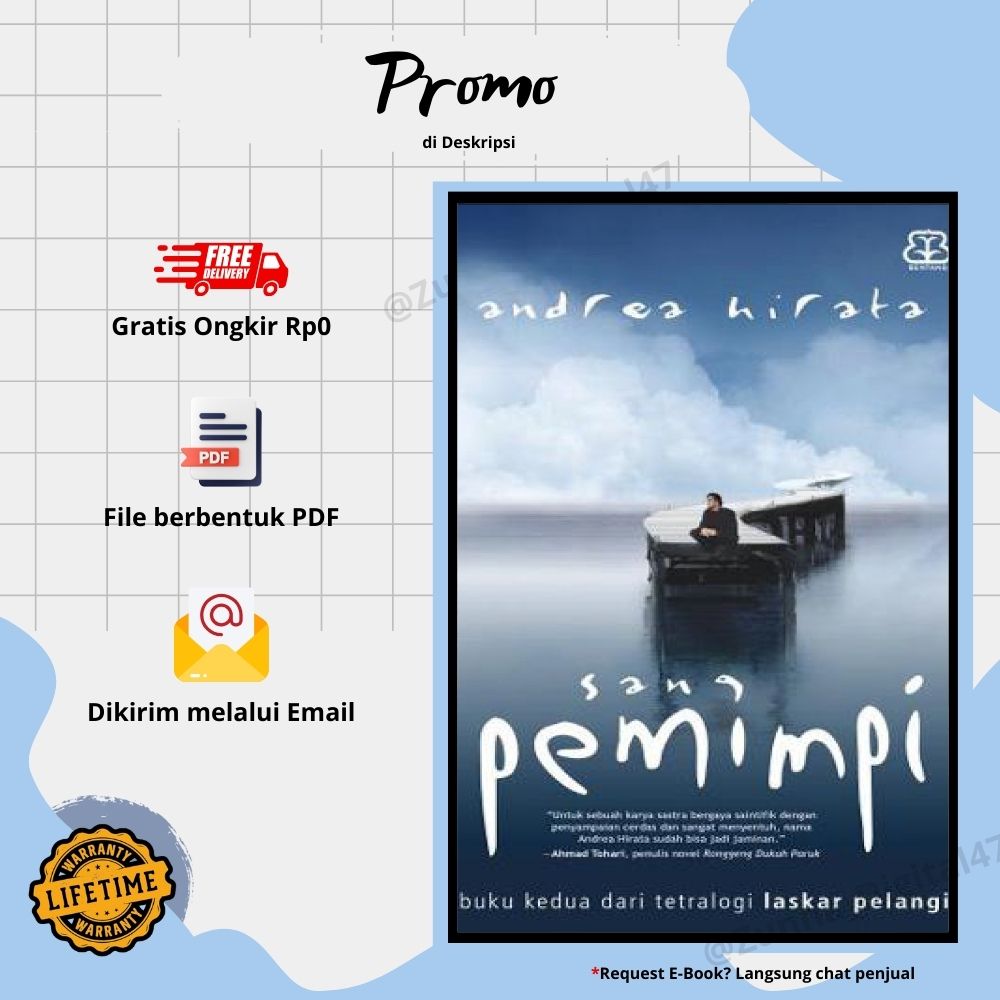 Promo
di Deskripsi
FREE
DELIVERY
Gratis Ongkir Rp0
PDF
File berbentuk PDF
@
Dikirim melalui Email
WARRANTY
LIFETIME
WARRANTY
BENTANG
andrea hirata
sang
pemimpi
"Untuk sebuah karya sastra bergaya saintifik dengan
penyampaian cerdas dan sangat menyentuh, nama
Andrea Hirata sudah bisa jadi jaminan."
—Ahmad Tohari, penulis novel Ronggeng Dukuh Paruk
buku kedua dari tetralogi laskar pelangi
*Request E-Book? Langsung chat penjual